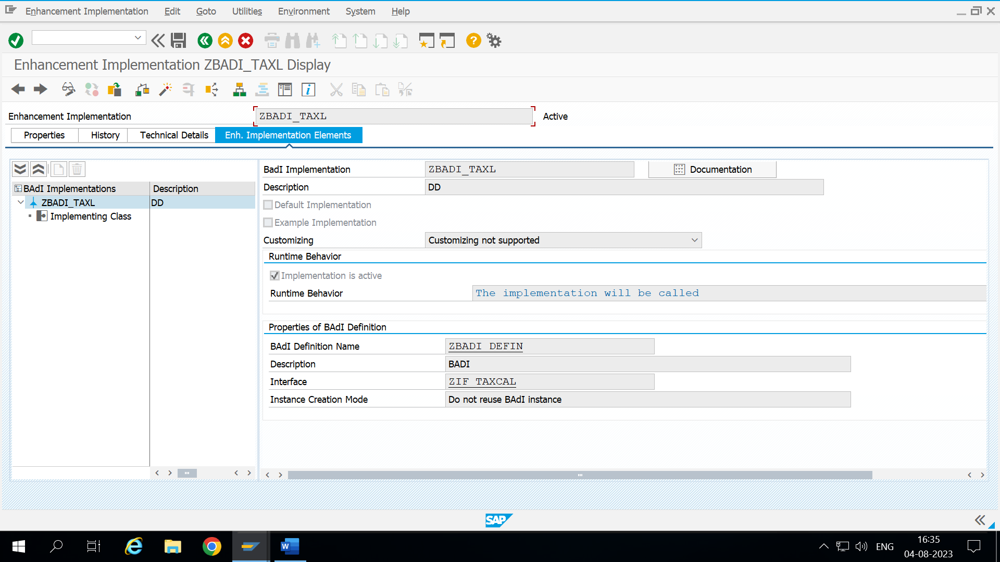 Enhancement Implementation Edit Goto Utilities Environment System Help
Enhancement Implementation ZBADI_TAXL Display
Enhancement Implementation ZBADI_TAXL Active
Properties History Technical Details Enh. Implementation Elements
BadI Implementation ZBADI_TAXL Documentation
Description DD
BAdI Implementations Description
ZBADI_TAXL DD
Implementing Class
Default Implementation
Example Implementation
Customizing Customizing not supported
Runtime Behavior
Implementation is active
Runtime Behavior The implementation will be called
Properties of BAdI Definition
BAdI Definition Name ZBADI_DEFIN
Description BADI
Interface ZIF_TAXCAL
Instance Creation Mode Do not reuse BAdI instance
SAP
ENG
16:35
04-08-2023